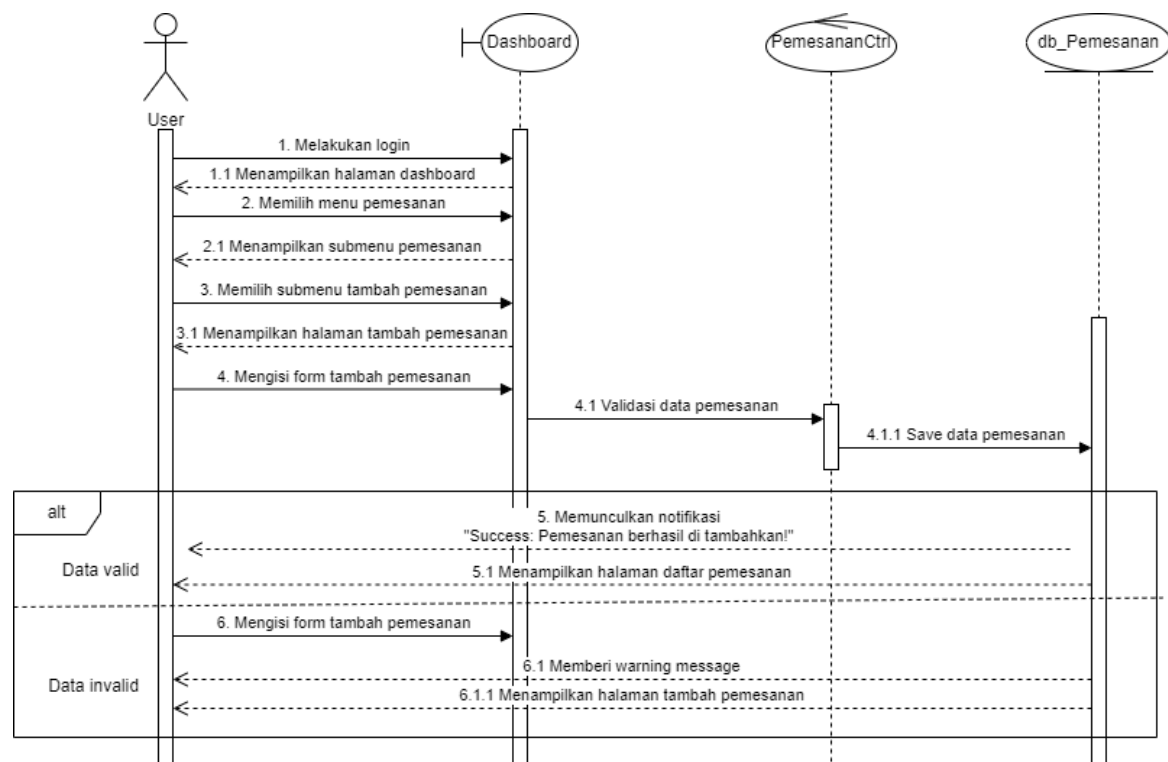 Dashboard
PemesananCtrl
db_Pemesanan
User
1. Melakukan login
1.1 Menampilkan halaman dashboard
2. Memilih menu pemesanan
2.1 Menampilkan submenu pemesanan
3. Memilih submenu tambah pemesanan
3.1 Menampilkan halaman tambah pemesanan
4. Mengisi form tambah pemesanan
4.1 Validasi data pemesanan
4.1.1 Save data pemesanan
alt
5. Memunculkan notifikasi
"Success: Pemesanan berhasil di tambahkan!"
Data valid
5.1 Menampilkan halaman daftar pemesanan
6. Mengisi form tambah pemesanan
6.1 Memberi warning message
Data invalid
6.1.1 Menampilkan halaman tambah pemesanan